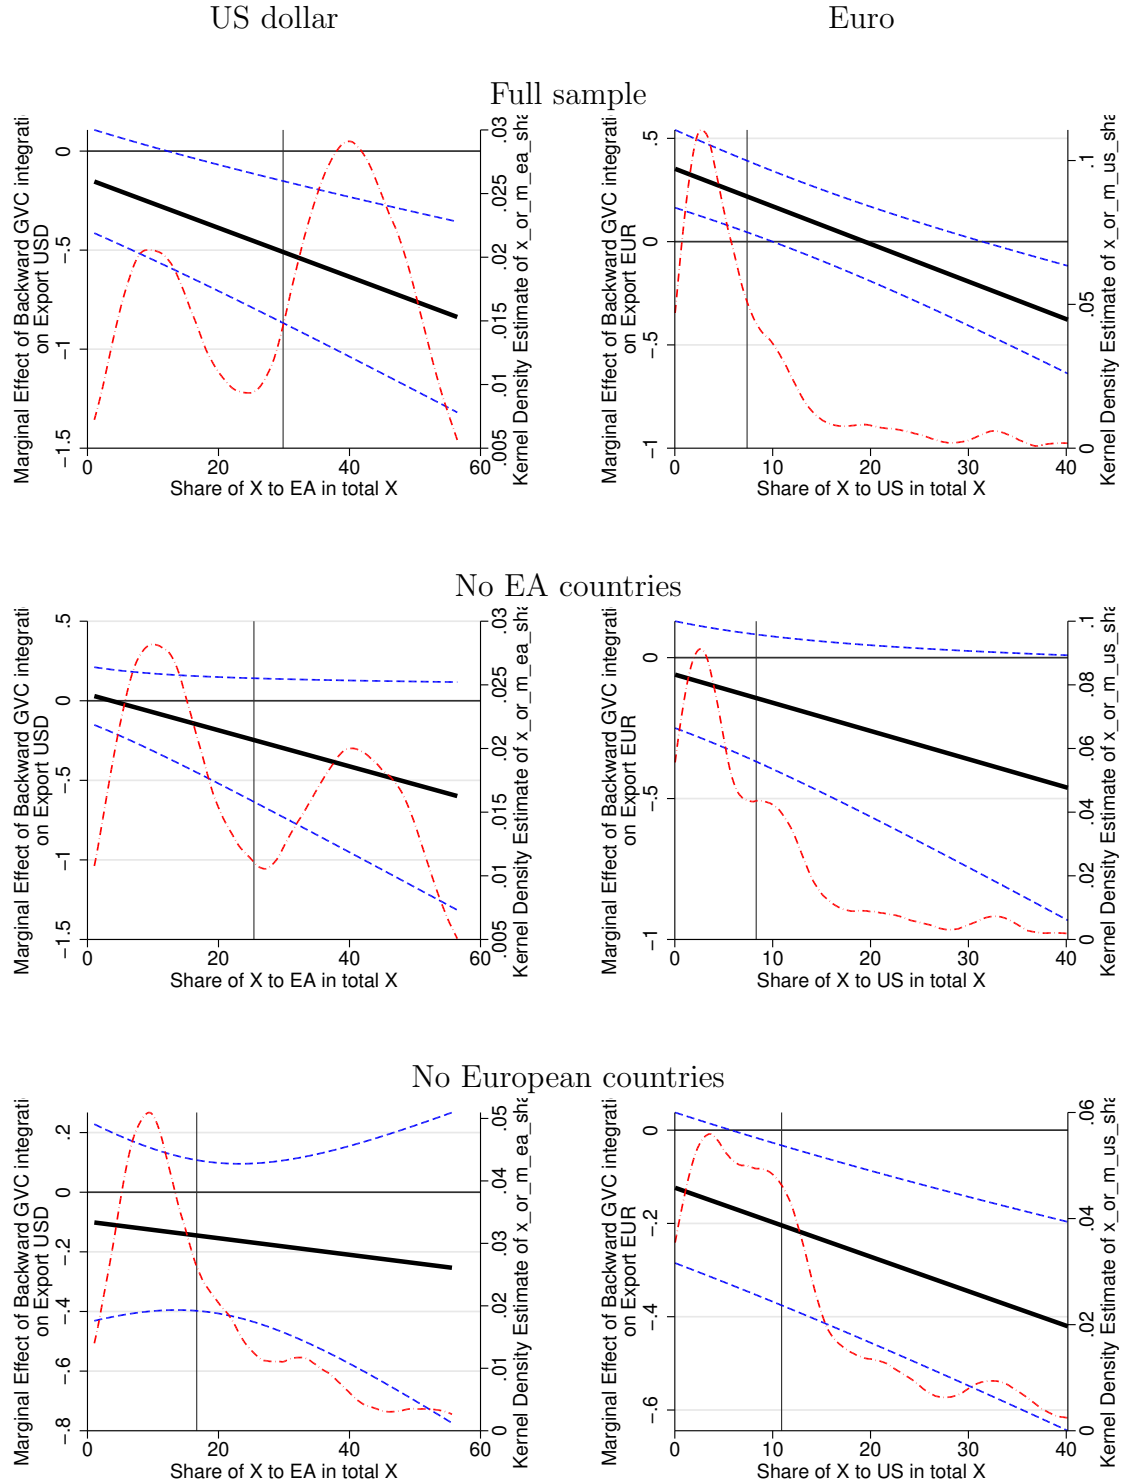 US dollar
Euro
Full sample
Marginal Effect of Backward GVC integrati
on Export USD
0
-.5
-1
-1.5
.03
.025
.02
.015
.01
.005
Kernel Density Estimate of x_or_m_ea_sha
0 20 40 60
Share of X to EA in total X
Marginal Effect of Backward GVC integrati
on Export EUR
.5
0
-.5
-1
.1
.05
0
Kernel Density Estimate of x_or_m_us_sha
0 10 20 30 40
Share of X to US in total X
No EA countries
Marginal Effect of Backward GVC integrati
on Export USD
.5
0
-.5
-1
-1.5
.03
.025
.02
.015
.01
.005
Kernel Density Estimate of x_or_m_ea_sha
0 20 40 60
Share of X to EA in total X
Marginal Effect of Backward GVC integrati
on Export EUR
0
-.5
-1
.1
.08
.06
.04
.02
0
Kernel Density Estimate of x_or_m_us_sha
0 10 20 30 40
Share of X to US in total X
No European countries
Marginal Effect of Backward GVC integrati
on Export USD
.2
0
-.2
-.4
-.6
-.8
.05
.04
.03
.02
.01
0
Kernel Density Estimate of x_or_m_ea_sha
0 20 40 60
Share of X to EA in total X
Marginal Effect of Backward GVC integrati
on Export EUR
0
-.2
-.4
-.6
.06
.04
.02
0
Kernel Density Estimate of x_or_m_us_sha
0 10 20 30 40
Share of X to US in total X